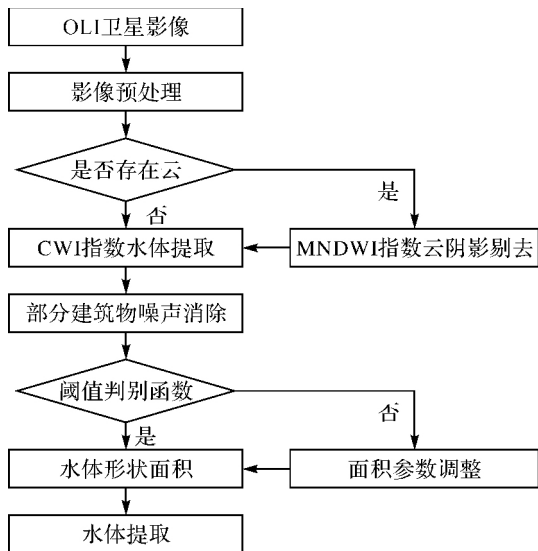 OLI卫星影像
影像预处理
是否存在云
是
否
CWI指数水体提取
MNDWI指数云阴影剔去
部分建筑物噪声消除
阈值判别函数
否
是
水体形状面积
面积参数调整
水体提取